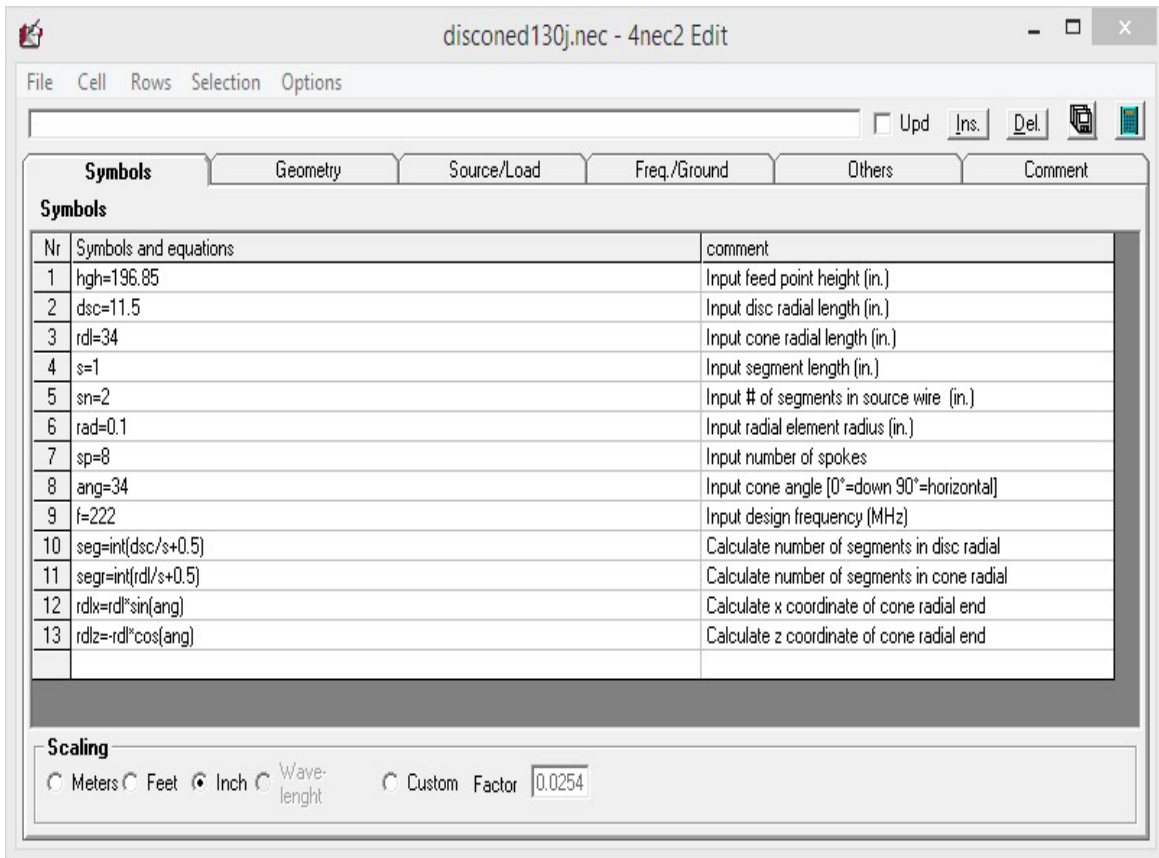 disconed130j.nec - 4nec2 Edit
File Cell Rows Selection Options
Upd Ins. Del.
Symbols Geometry Source/Load Freq./Ground Others Comment
Symbols
Nr Symbols and equations comment
1 hgh=196.85 Input feed point height (in.)
2 dsc=11.5 Input disc radial length (in.)
3 rdl=34 Input cone radial length (in.)
4 s=1 Input segment length (in.)
5 sn=2 Input # of segments in source wire (in.)
6 rad=0.1 Input radial element radius (in.)
7 sp=8 Input number of spokes
8 ang=34 Input cone angle [0°=down 90°=horizontal]
9 f=222 Input design frequency (MHz)
10 seg=int(dsc/s+0.5) Calculate number of segments in disc radial
11 segr=int(rdl/s+0.5) Calculate number of segments in cone radial
12 rdlx=rdl*sin(ang) Calculate x coordinate of cone radial end
13 rdlz=-rdl*cos(ang) Calculate z coordinate of cone radial end
Scaling
Meters Feet Inch Wave-
lenght Custom Factor 0.0254